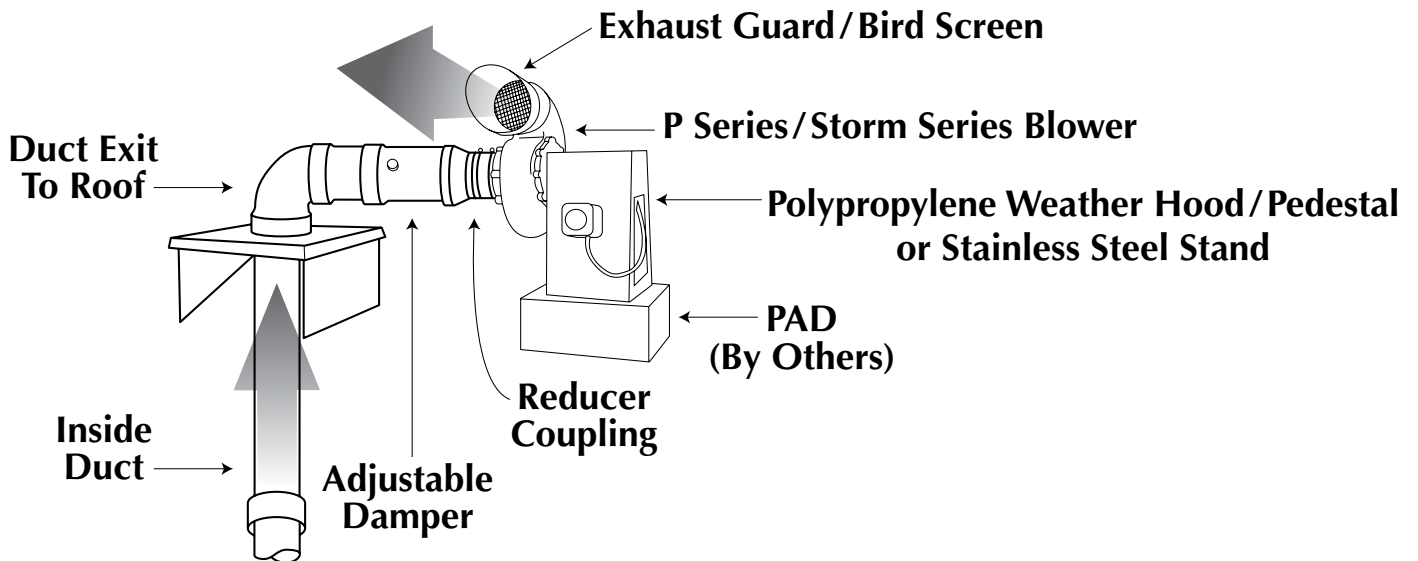 Exhaust Guard/Bird Screen
P Series/Storm Series Blower
Duct Exit
To Roof
Polypropylene Weather Hood/Pedestal
or Stainless Steel Stand
PAD
(By Others)
Reducer
Coupling
Inside
Duct
Adjustable
Damper